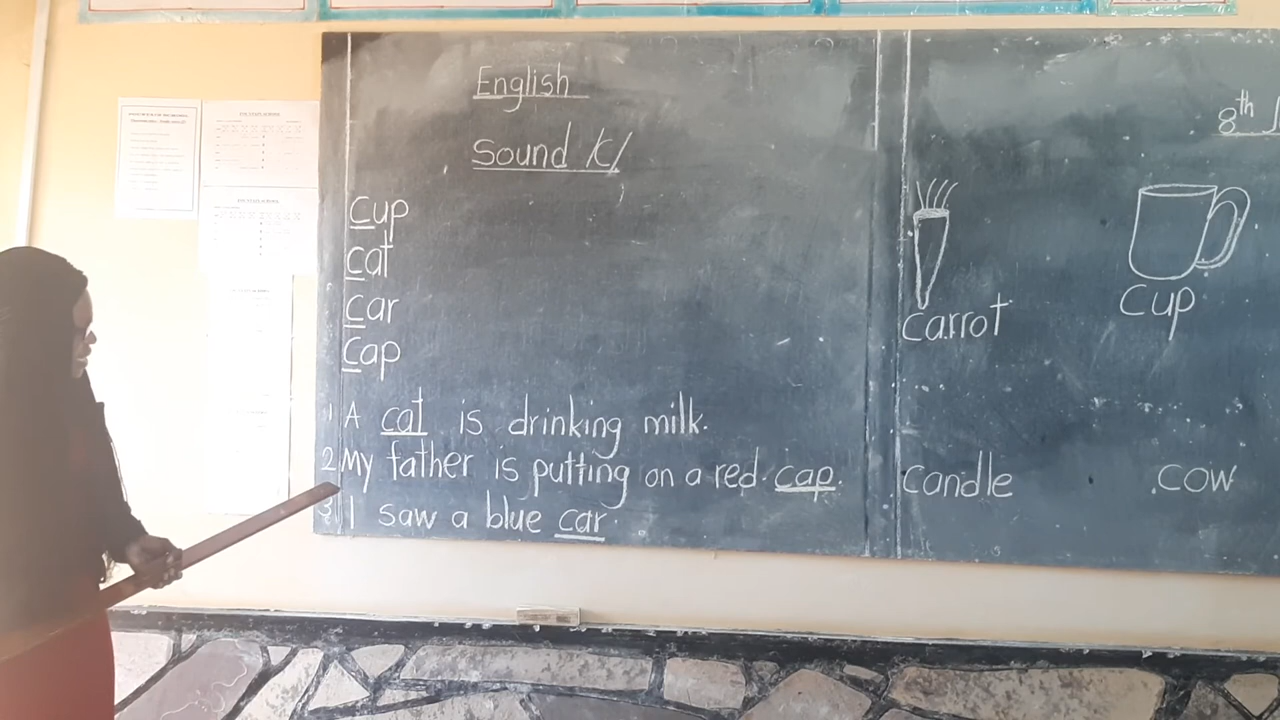 English
Sound /c/
cup
cat
car
cap
1 A cat is drinking milk.
2 My father is putting on a red cap.
3 I saw a blue car.
8th
carrot
cup
candle
cow